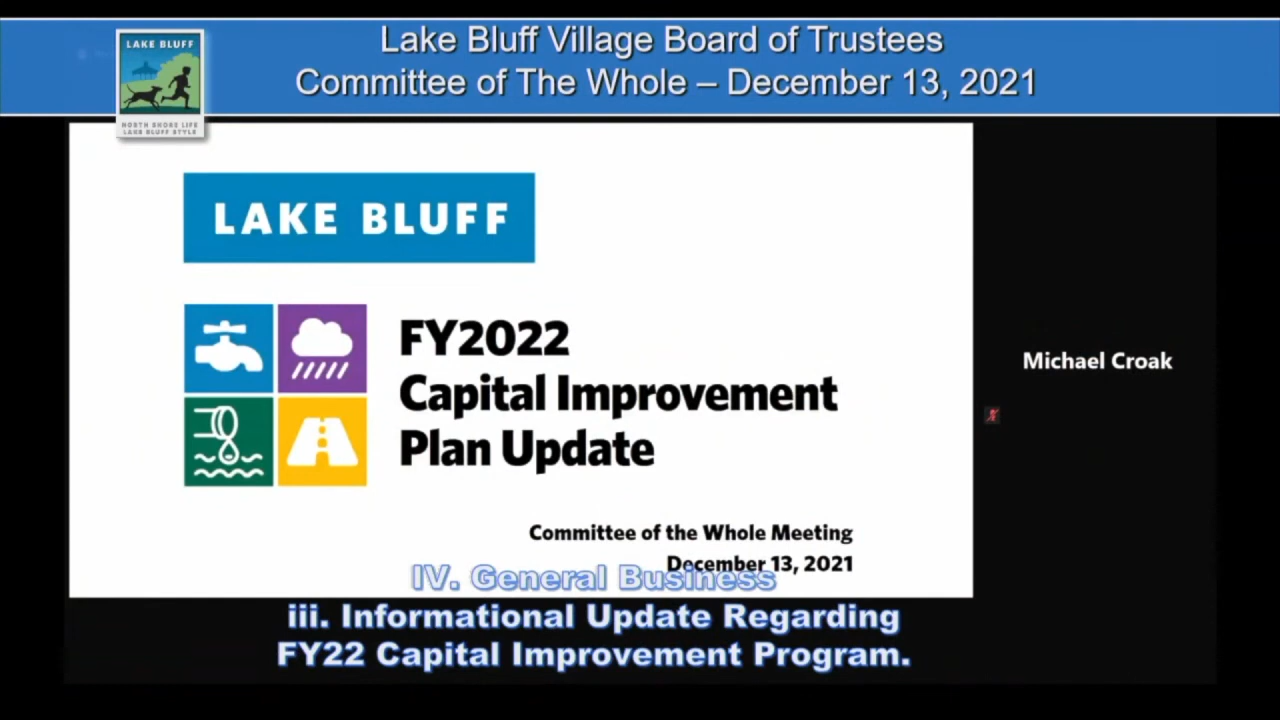 Lake Bluff Village Board of Trustees
Committee of The Whole – December 13, 2021
LAKE BLUFF
NORTH SHORE LIFE
LAKE BLUFF STYLE
LAKE BLUFF
FY2022
Capital Improvement
Plan Update
Michael Croak
Committee of the Whole Meeting
December 13, 2021
IV. General Business
iii. Informational Update Regarding
FY22 Capital Improvement Program.